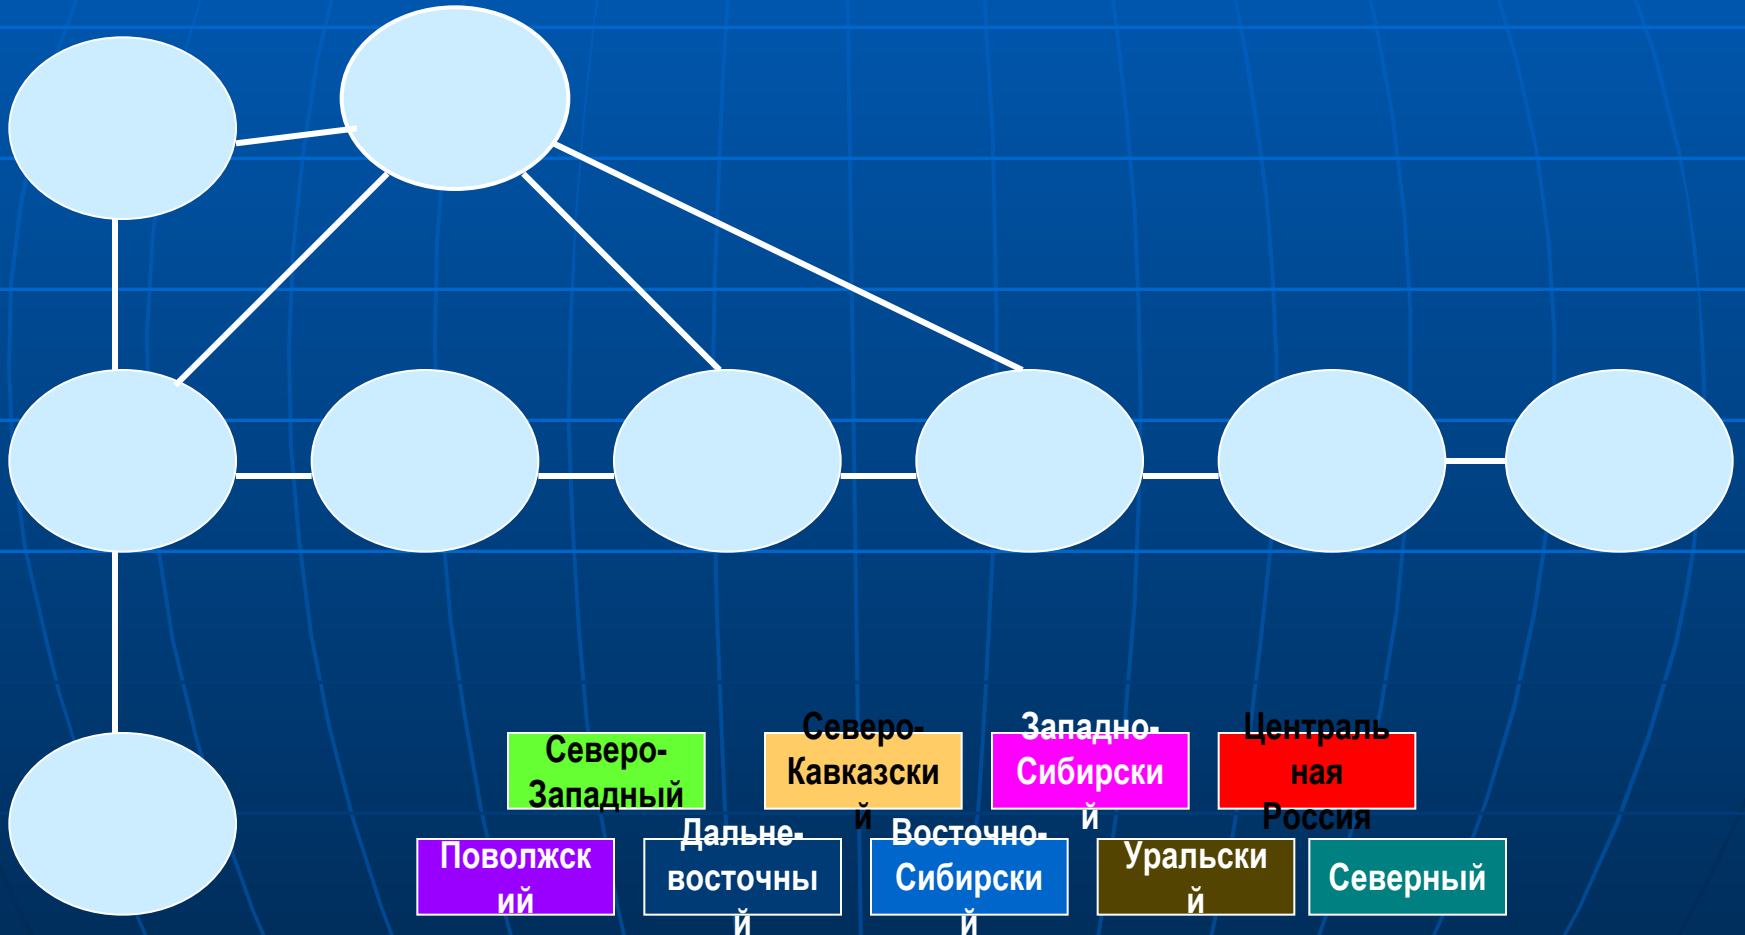 Северо-
Западный
Северо-
Кавказски
й
Западно-
Сибирски
й
Централь
ная
Россия
Поволжск
ий
Дальне-
восточны
й
Восточно-
Сибирски
й
Уральски
й
Северный